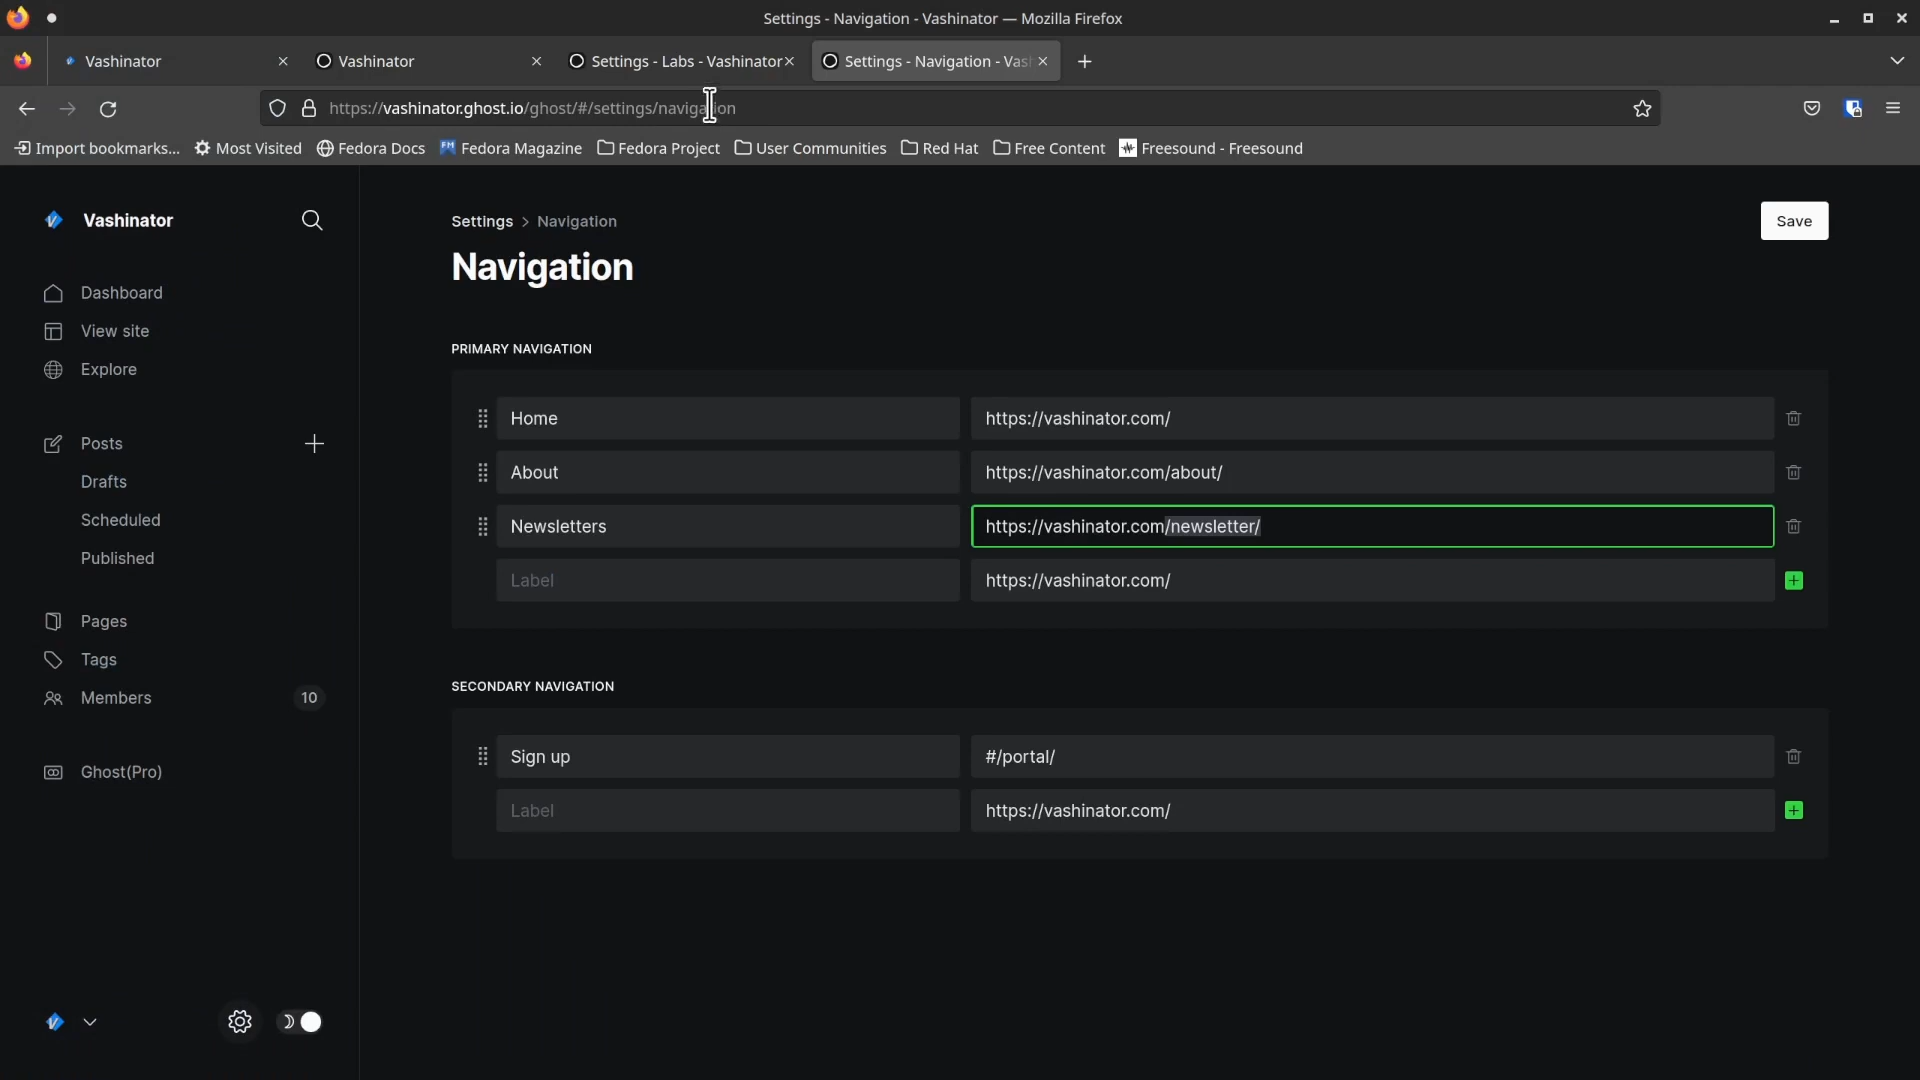 Settings - Navigation - Vashinator — Mozilla Firefox
Vashinator
Vashinator
Settings - Labs - Vashinator
Settings - Navigation - Vas
https://vashinator.ghost.io/ghost/#/settings/navigation
Import bookmarks... Most Visited Fedora Docs Fedora Magazine Fedora Project User Communities Red Hat Free Content Freesound - Freesound
Vashinator
Dashboard
View site
Explore
Posts
Drafts
Scheduled
Published
Pages
Tags
Members 10
Ghost(Pro)
Settings > Navigation
Save
Navigation
PRIMARY NAVIGATION
Home https://vashinator.com/
About https://vashinator.com/about/
Newsletters https://vashinator.com/newsletter/
Label https://vashinator.com/
SECONDARY NAVIGATION
Sign up #/portal/
Label https://vashinator.com/